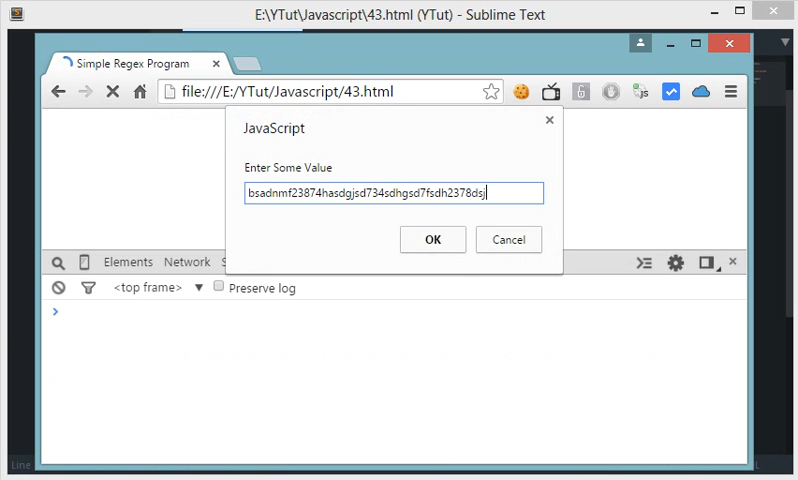 E:\YTut\Javascript\43.html (YTut) - Sublime Text
Simple Regex Program
file:///E:/YTut/Javascript/43.html
JavaScript
Enter Some Value
bsadnmf23874hasdgjsd734sdhgsd7fsdh2378dsj
OK Cancel
Elements Network S
<top frame> Preserve log
Line